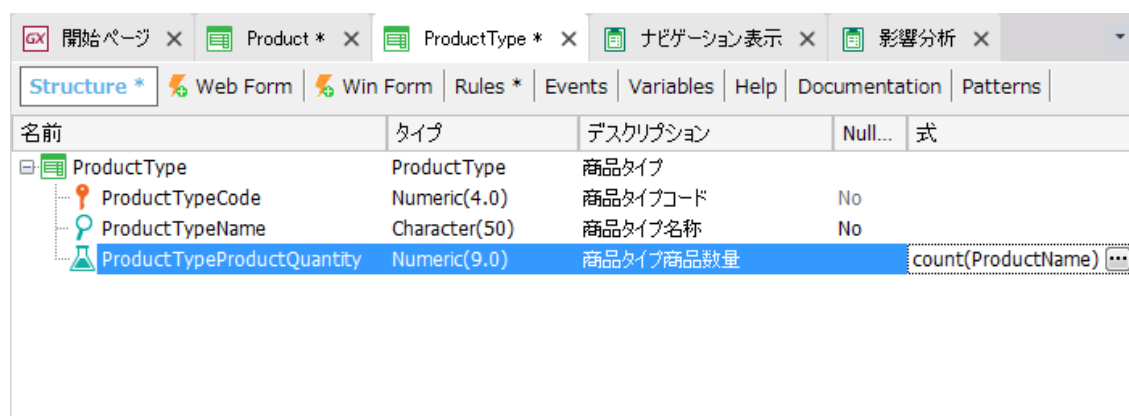 GX 開始ページ × Product * × ProductType * × ナビゲーション表示 × 影響分析 ×
Structure * Web Form Win Form Rules * Events Variables Help Documentation Patterns
名前 タイプ デスクリプション Null... 式
ProductType ProductType 商品タイプ
ProductTypeCode Numeric(4.0) 商品タイプコード No
ProductTypeName Character(50) 商品タイプ名称 No
ProductTypeProductQuantity Numeric(9.0) 商品タイプ商品数量 count(ProductName) ...